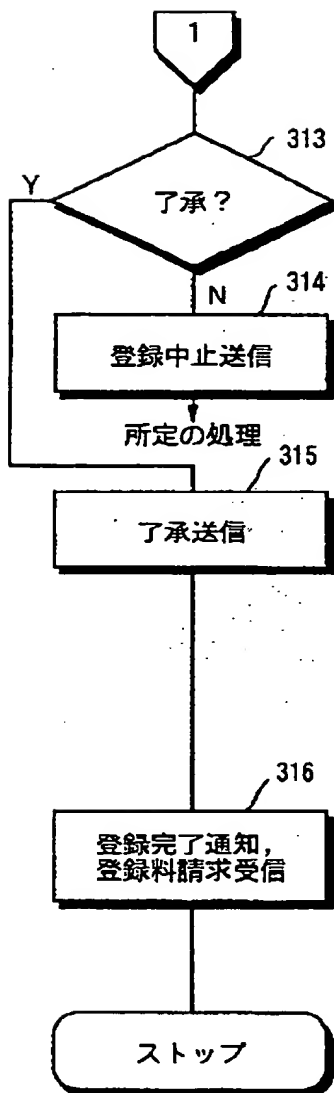 1
313
Y
了承?
N
314
登録中止送信
所定の処理
315
了承送信
316
登録完了通知,
登録料請求受信
ストップ